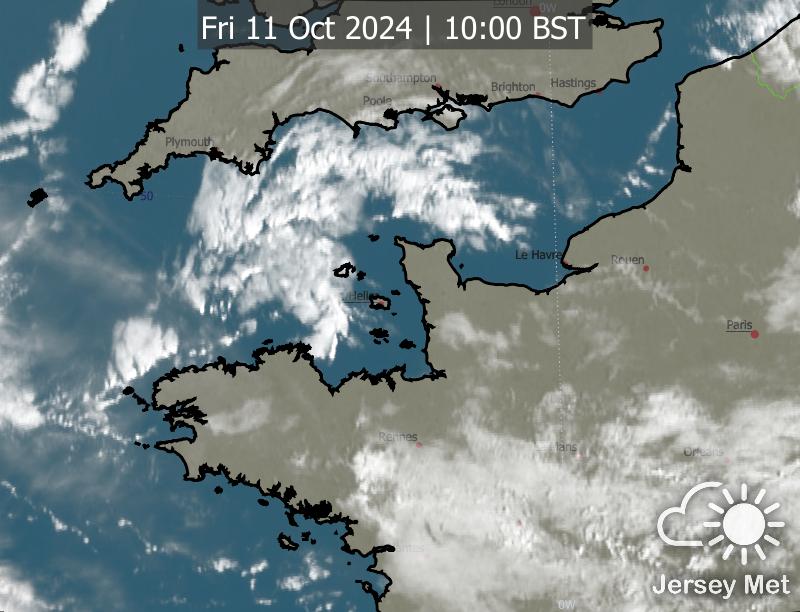 London
0W
Fri 11 Oct 2024 | 10:00 BST
Southampton
Brighton
Hastings
Poole
Plymouth
50
Le Havre
Rouen
Paris
Rennes
Orleans
Jersey Met
0W